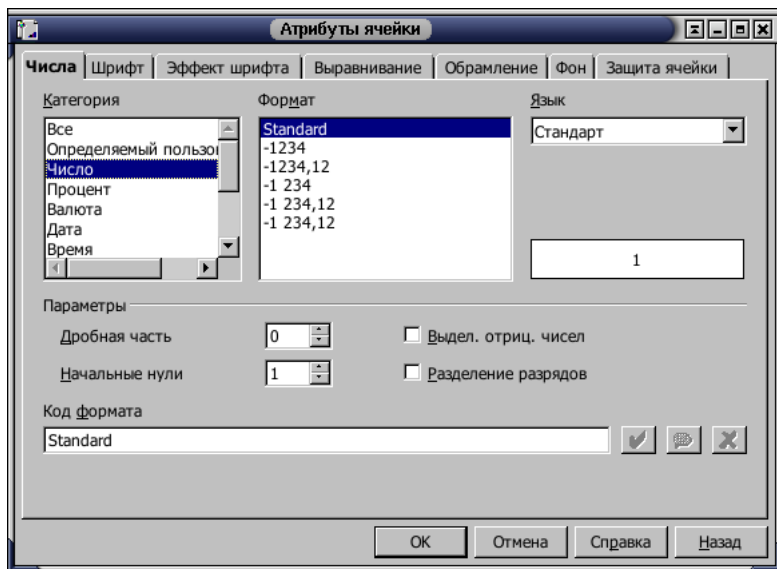 Атрибуты ячейки
Числа Шрифт Эффект шрифта Выравнивание Обрамление Фон Защита ячейки
Категория
Все
Определяемый пользо
Число
Процент
Валюта
Дата
Время
Формат
Standard
-1234
-1234,12
-1 234
-1 234,12
-1 234,12
Язык
Стандарт
1
Параметры
Дробная часть 0
Начальные нули 1
Выдел. отриц. чисел
Разделение разрядов
Код формата
Standard
OK Отмена Справка Назад